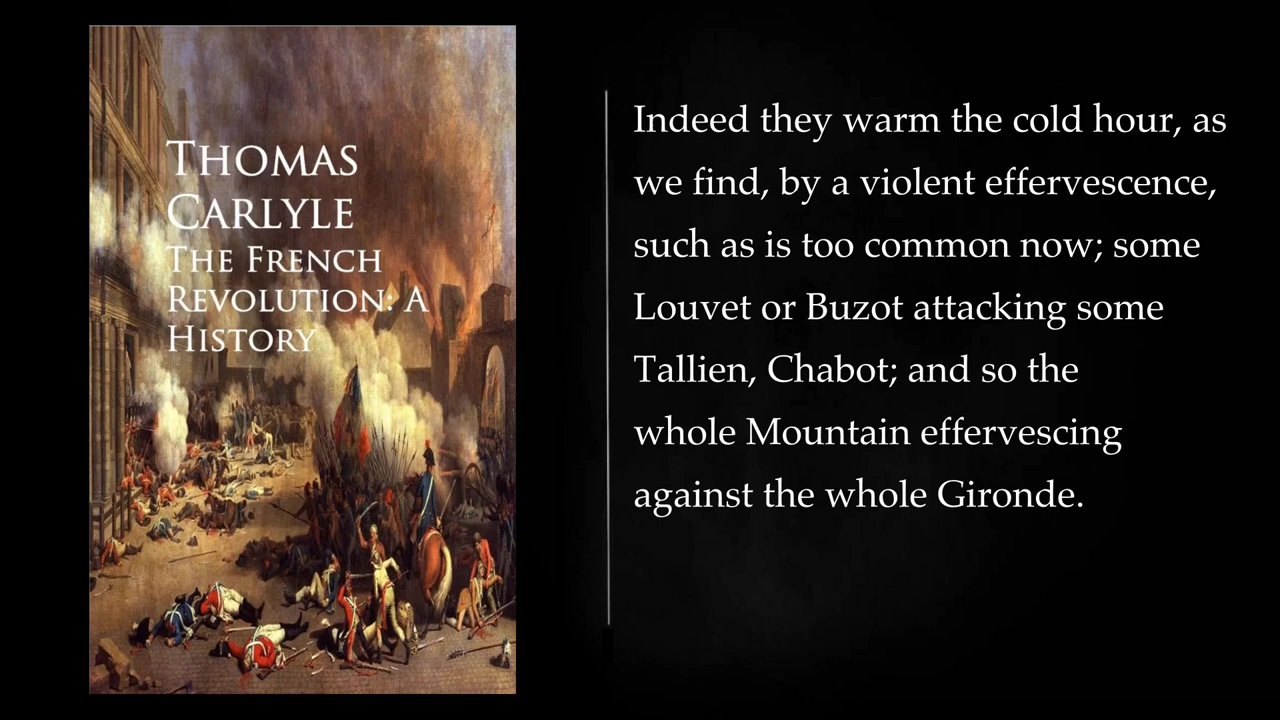 THOMAS
CARLYLE
THE FRENCH
REVOLUTION: A
HISTORY
Indeed they warm the cold hour, as
we find, by a violent effervescence,
such as is too common now; some
Louvet or Buzot attacking some
Tallien, Chabot; and so the
whole Mountain effervescing
against the whole Gironde.